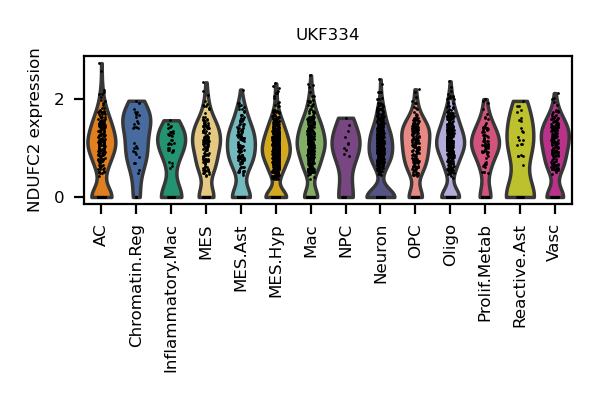 UKF334
NDUFC2 expression
2
0
AC
Chromatin.Reg
Inflammatory.Mac
MES
MES.Ast
MES.Hyp
Mac
NPC
Neuron
OPC
Oligo
Prolif.Metab
Reactive.Ast
Vasc